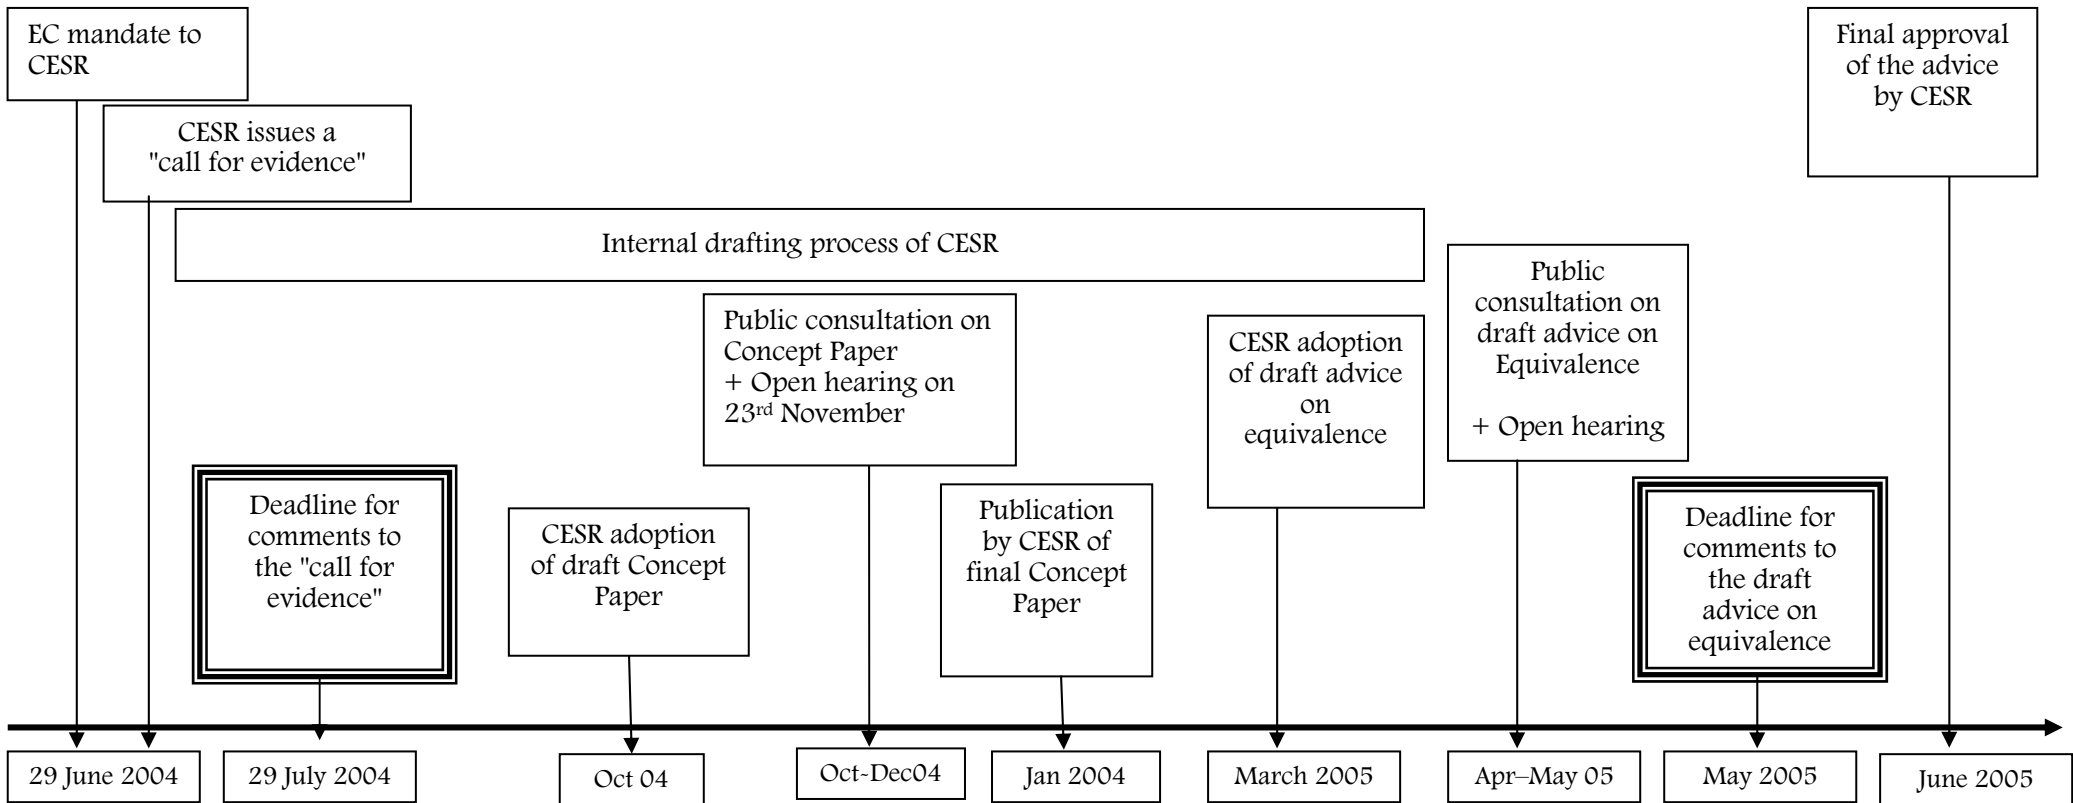 EC mandate to
CESR
CESR issues a
"call for evidence"
Internal drafting process of CESR
Final approval
of the advice
by CESR
Public consultation on
Concept Paper
+ Open hearing on
23rd November
CESR adoption
of draft advice
on
equivalence
Public
consultation on
draft advice on
Equivalence
+ Open hearing
Deadline for
comments to
the "call for
evidence"
CESR adoption
of draft Concept
Paper
Publication
by CESR of
final Concept
Paper
Deadline for
comments to
the draft
advice on
equivalence
29 June 2004
29 July 2004
Oct 04
Oct-Dec04
Jan 2004
March 2005
Apr–May 05
May 2005
June 2005